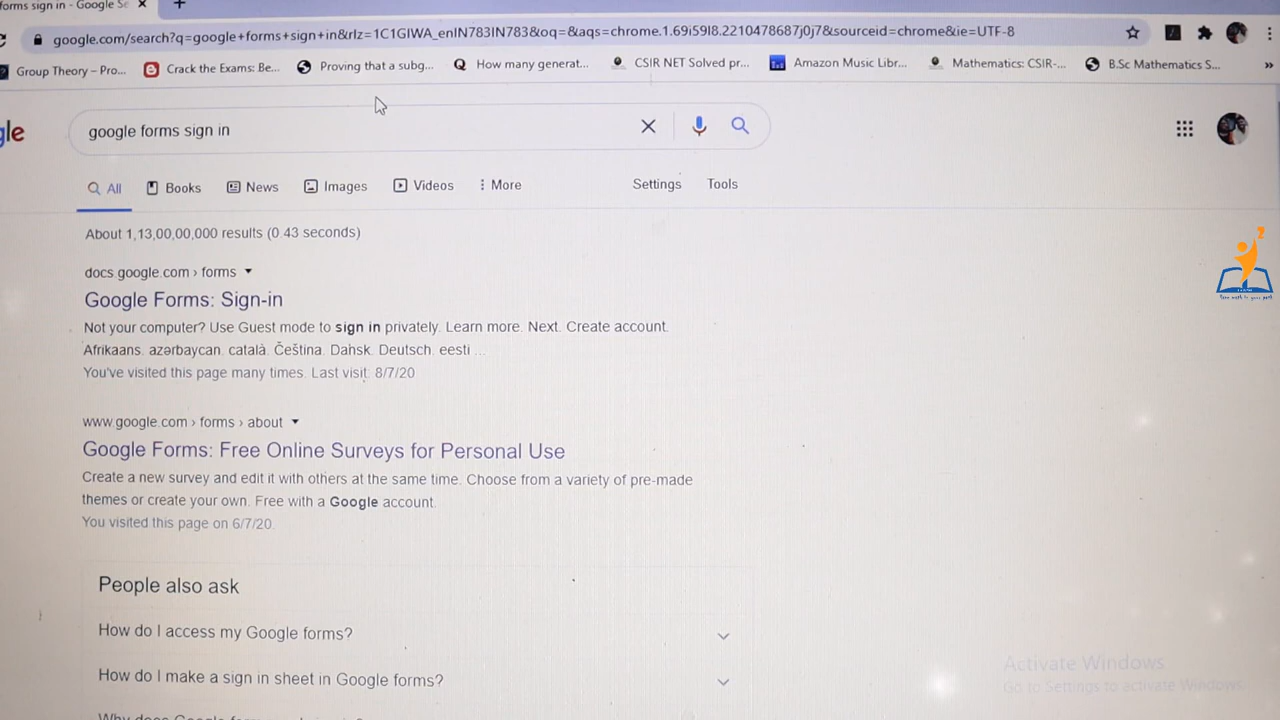 forms sign in - Google Se
google.com/search?q=google+forms+sign+in&rlz=1C1GIWA_enIN783IN783&oq=&aqs=chrome.1.69i59l8.2210478687j0j7&sourceid=chrome&ie=UTF-8
Group Theory – Pro... Crack the Exams: Be... Proving that a subg... How many generat... CSIR NET Solved pr... Amazon Music Libr... Mathematics: CSIR-... B.Sc Mathematics S... »
gle google forms sign in
All Books News Images Videos More Settings Tools
About 1,13,00,00,000 results (0.43 seconds)
docs.google.com › forms
Google Forms: Sign-in
Not your computer? Use Guest mode to sign in privately. Learn more. Next. Create account.
Afrikaans. azərbaycan. català. Čeština. Dansk. Deutsch. eesti ...
You've visited this page many times. Last visit: 8/7/20
www.google.com › forms › about
Google Forms: Free Online Surveys for Personal Use
Create a new survey and edit it with others at the same time. Choose from a variety of pre-made
themes or create your own. Free with a Google account.
You visited this page on 6/7/20.
People also ask
How do I access my Google forms?
How do I make a sign in sheet in Google forms?
Activate Windows
Go to Settings to activate Windows.